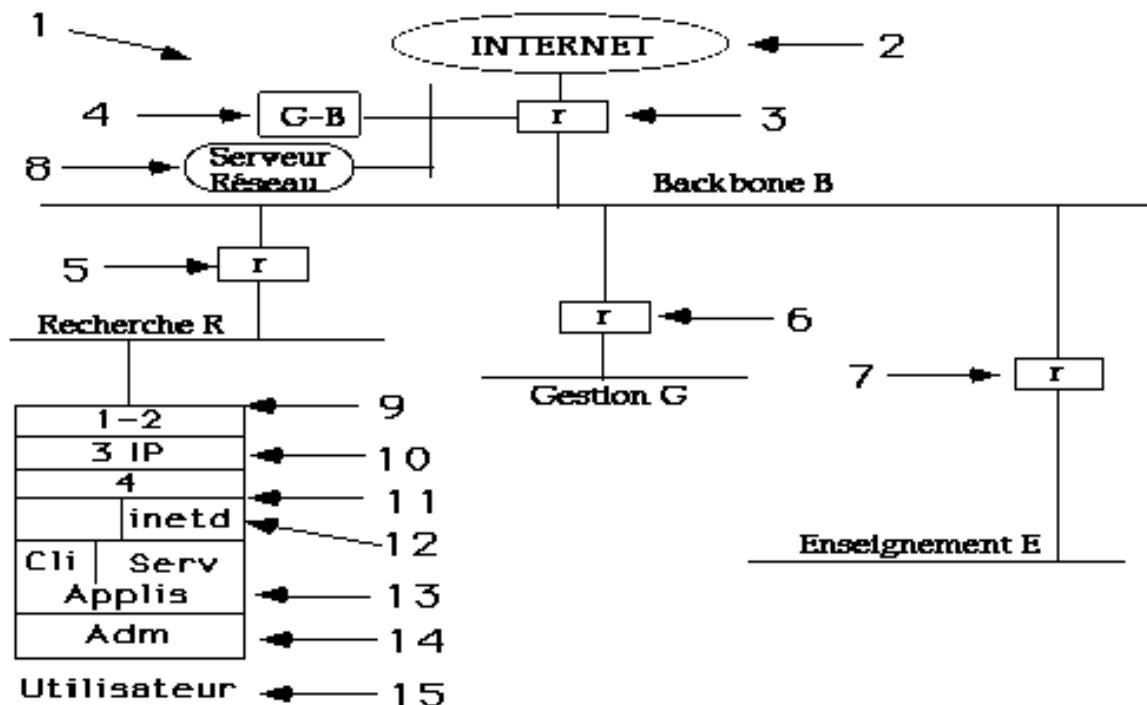 1
INTERNET
2
4
G-B
r
3
8
Serveur
Réseau
Backbone B
5
r
Recherche R
r
6
7
r
Gestion G
1-2
9
3 IP
10
4
11
inetd
12
Enseignement E
Cli
Serv
Applis
13
Adm
14
Utilisateur
15